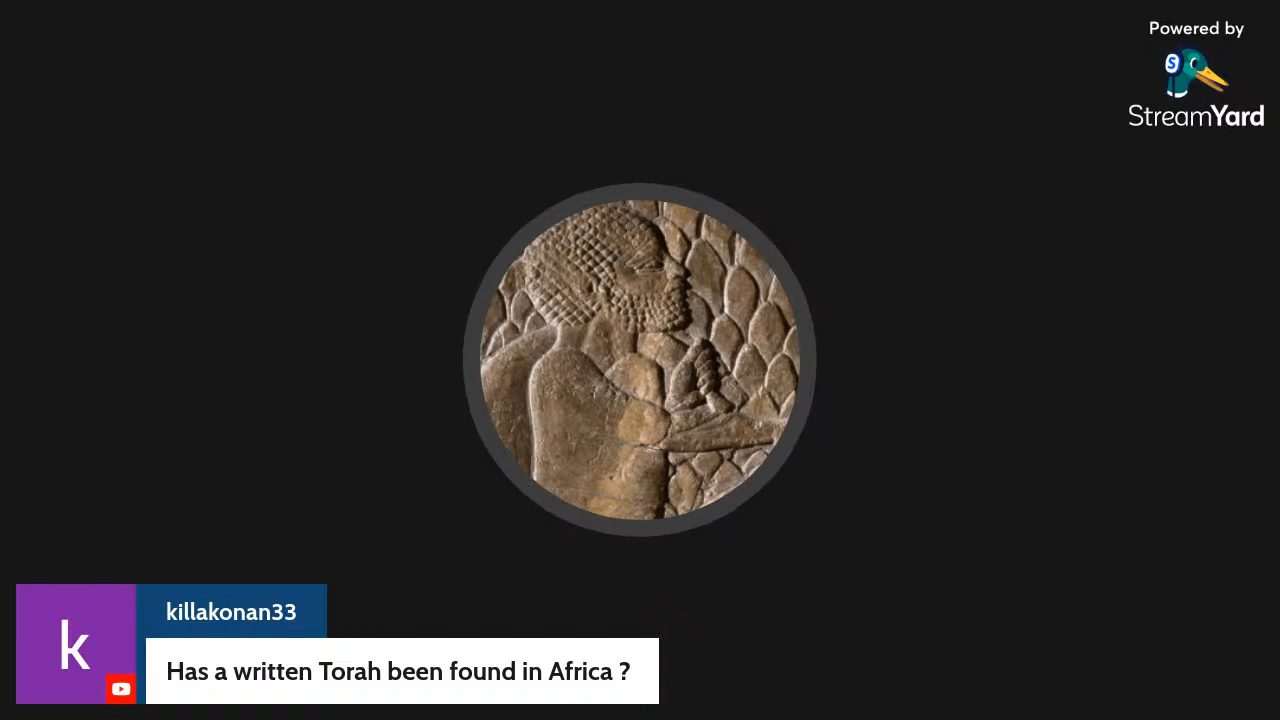 Powered by
S
StreamYard
k
killakonan33
Has a written Torah been found in Africa ?